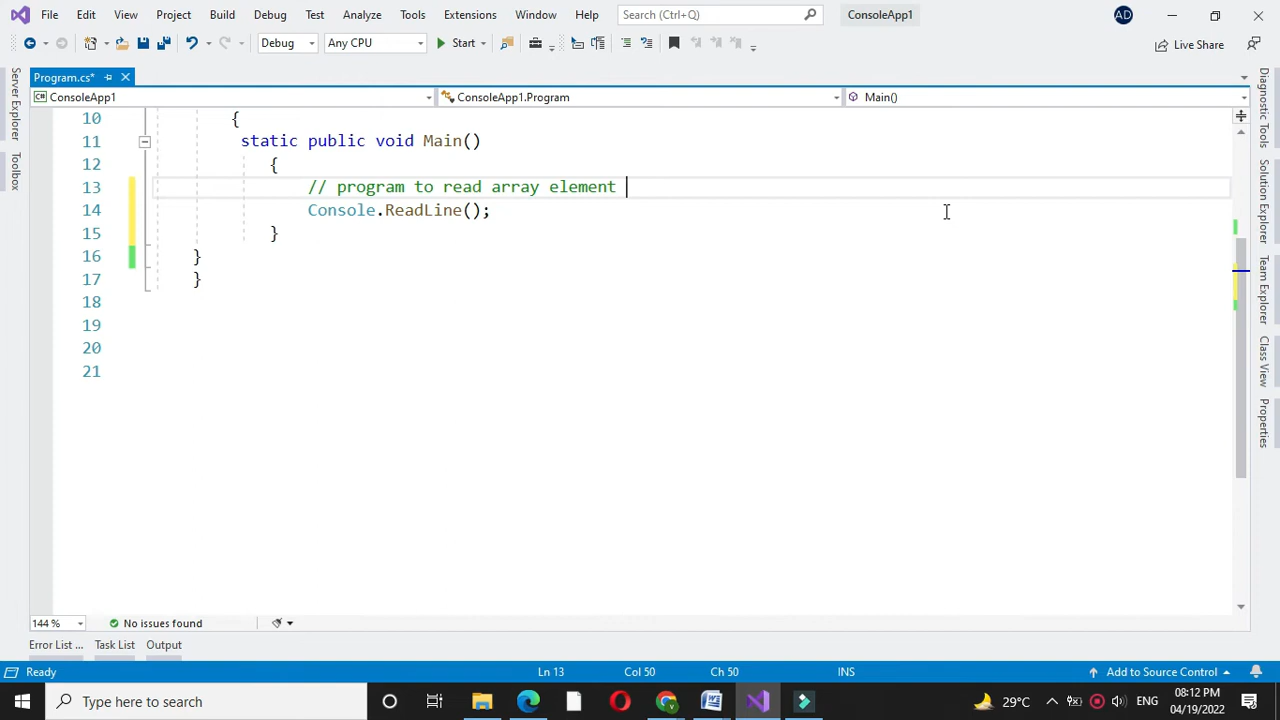 File Edit View Project Build Debug Test Analyze Tools Extensions Window Help Search (Ctrl+Q) ConsoleApp1 AD
Debug Any CPU Start Live Share
Program.cs*
ConsoleApp1 ConsoleApp1.Program Main()
10 {
11 static public void Main()
12 {
13 // program to read array element
14 Console.ReadLine();
15 }
16 }
17 }
18
19
20
21
Server Explorer
Toolbox
Diagnostic Tools
Solution Explorer
Team Explorer
Class View
Properties
144 % No issues found
Error List ... Task List Output
Ready Ln 13 Col 50 Ch 50 INS Add to Source Control
Type here to search 29°C ENG 08:12 PM
04/19/2022